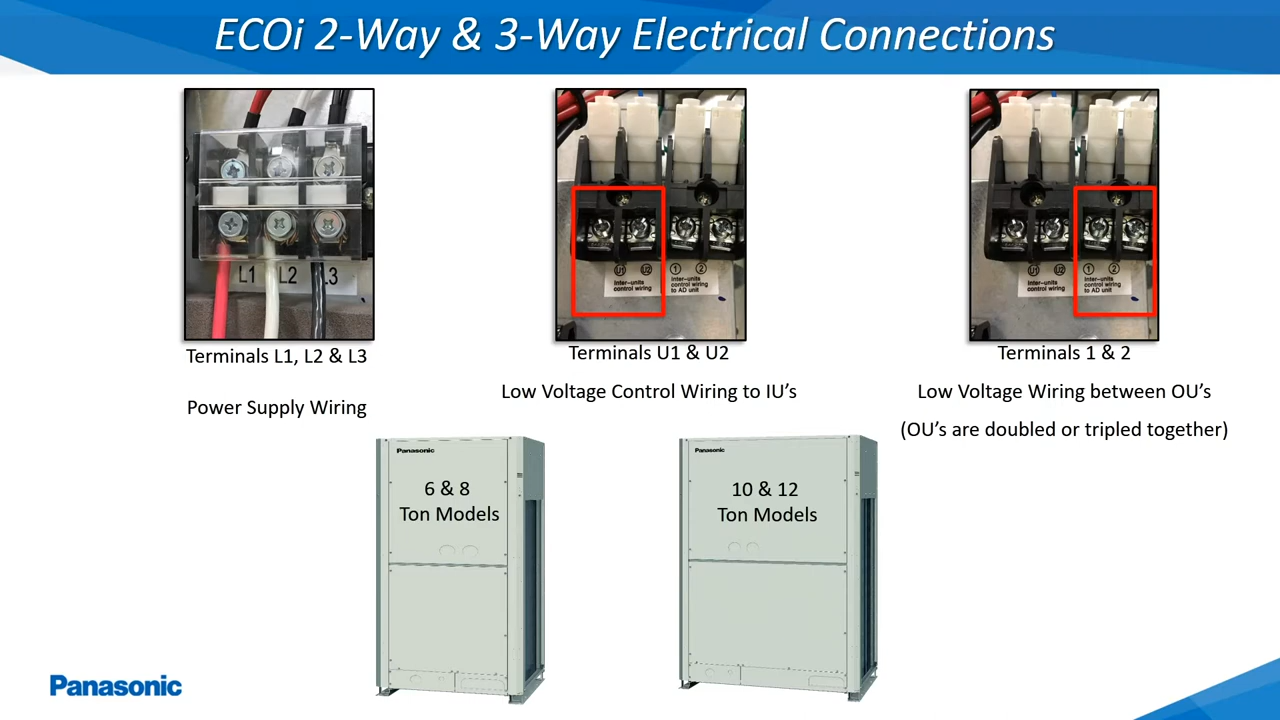 ECOi 2-Way & 3-Way Electrical Connections
L1 L2 L3
Terminals L1, L2 & L3
Power Supply Wiring
U1 U2 1 2
Inter-units
control wiring
Inter-units
control wiring
to AD unit
Terminals U1 & U2
Low Voltage Control Wiring to IU’s
U1 U2 1 2
Inter-units
control wiring
Inter-units
control wiring
to AD unit
Terminals 1 & 2
Low Voltage Wiring between OU’s
(OU’s are doubled or tripled together)
Panasonic
6 & 8
Ton Models
Panasonic
10 & 12
Ton Models
Panasonic